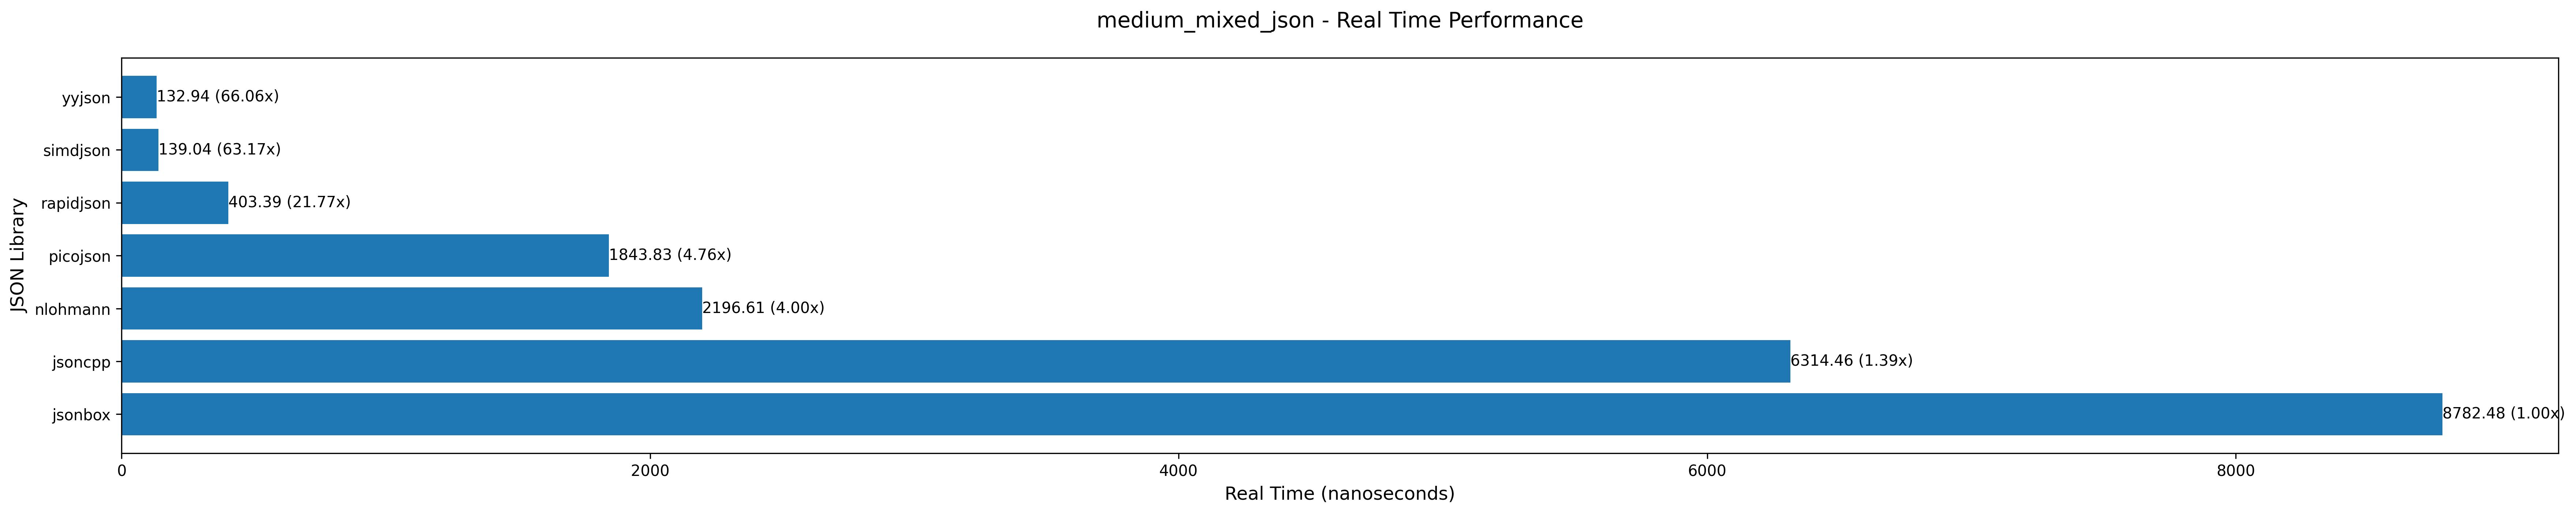 medium_mixed_json - Real Time Performance
JSON Library
yyjson 132.94 (66.06x)
simdjson 139.04 (63.17x)
rapidjson 403.39 (21.77x)
picojson 1843.83 (4.76x)
nlohmann 2196.61 (4.00x)
jsoncpp 6314.46 (1.39x)
jsonbox 8782.48 (1.00x)
0 2000 4000 6000 8000
Real Time (nanoseconds)